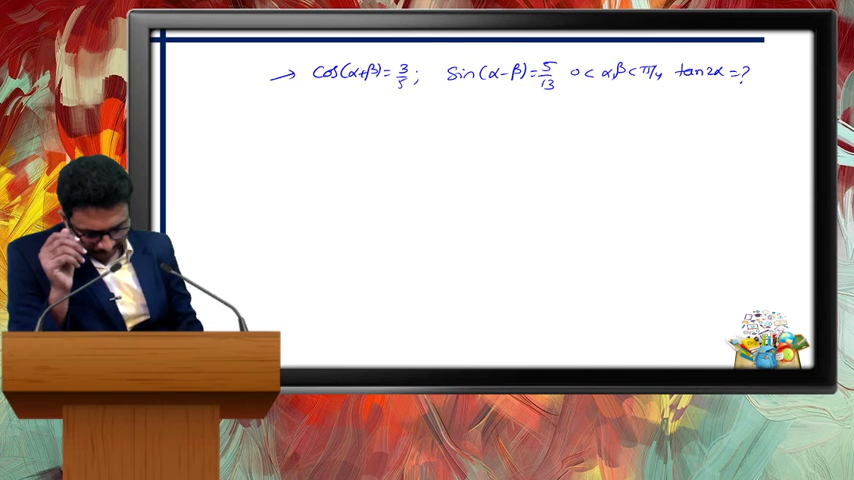 → cos(α+β) = 3/5 ; sin(α-β) = 5/13 0 < α,β < π/4 tan2α = ?